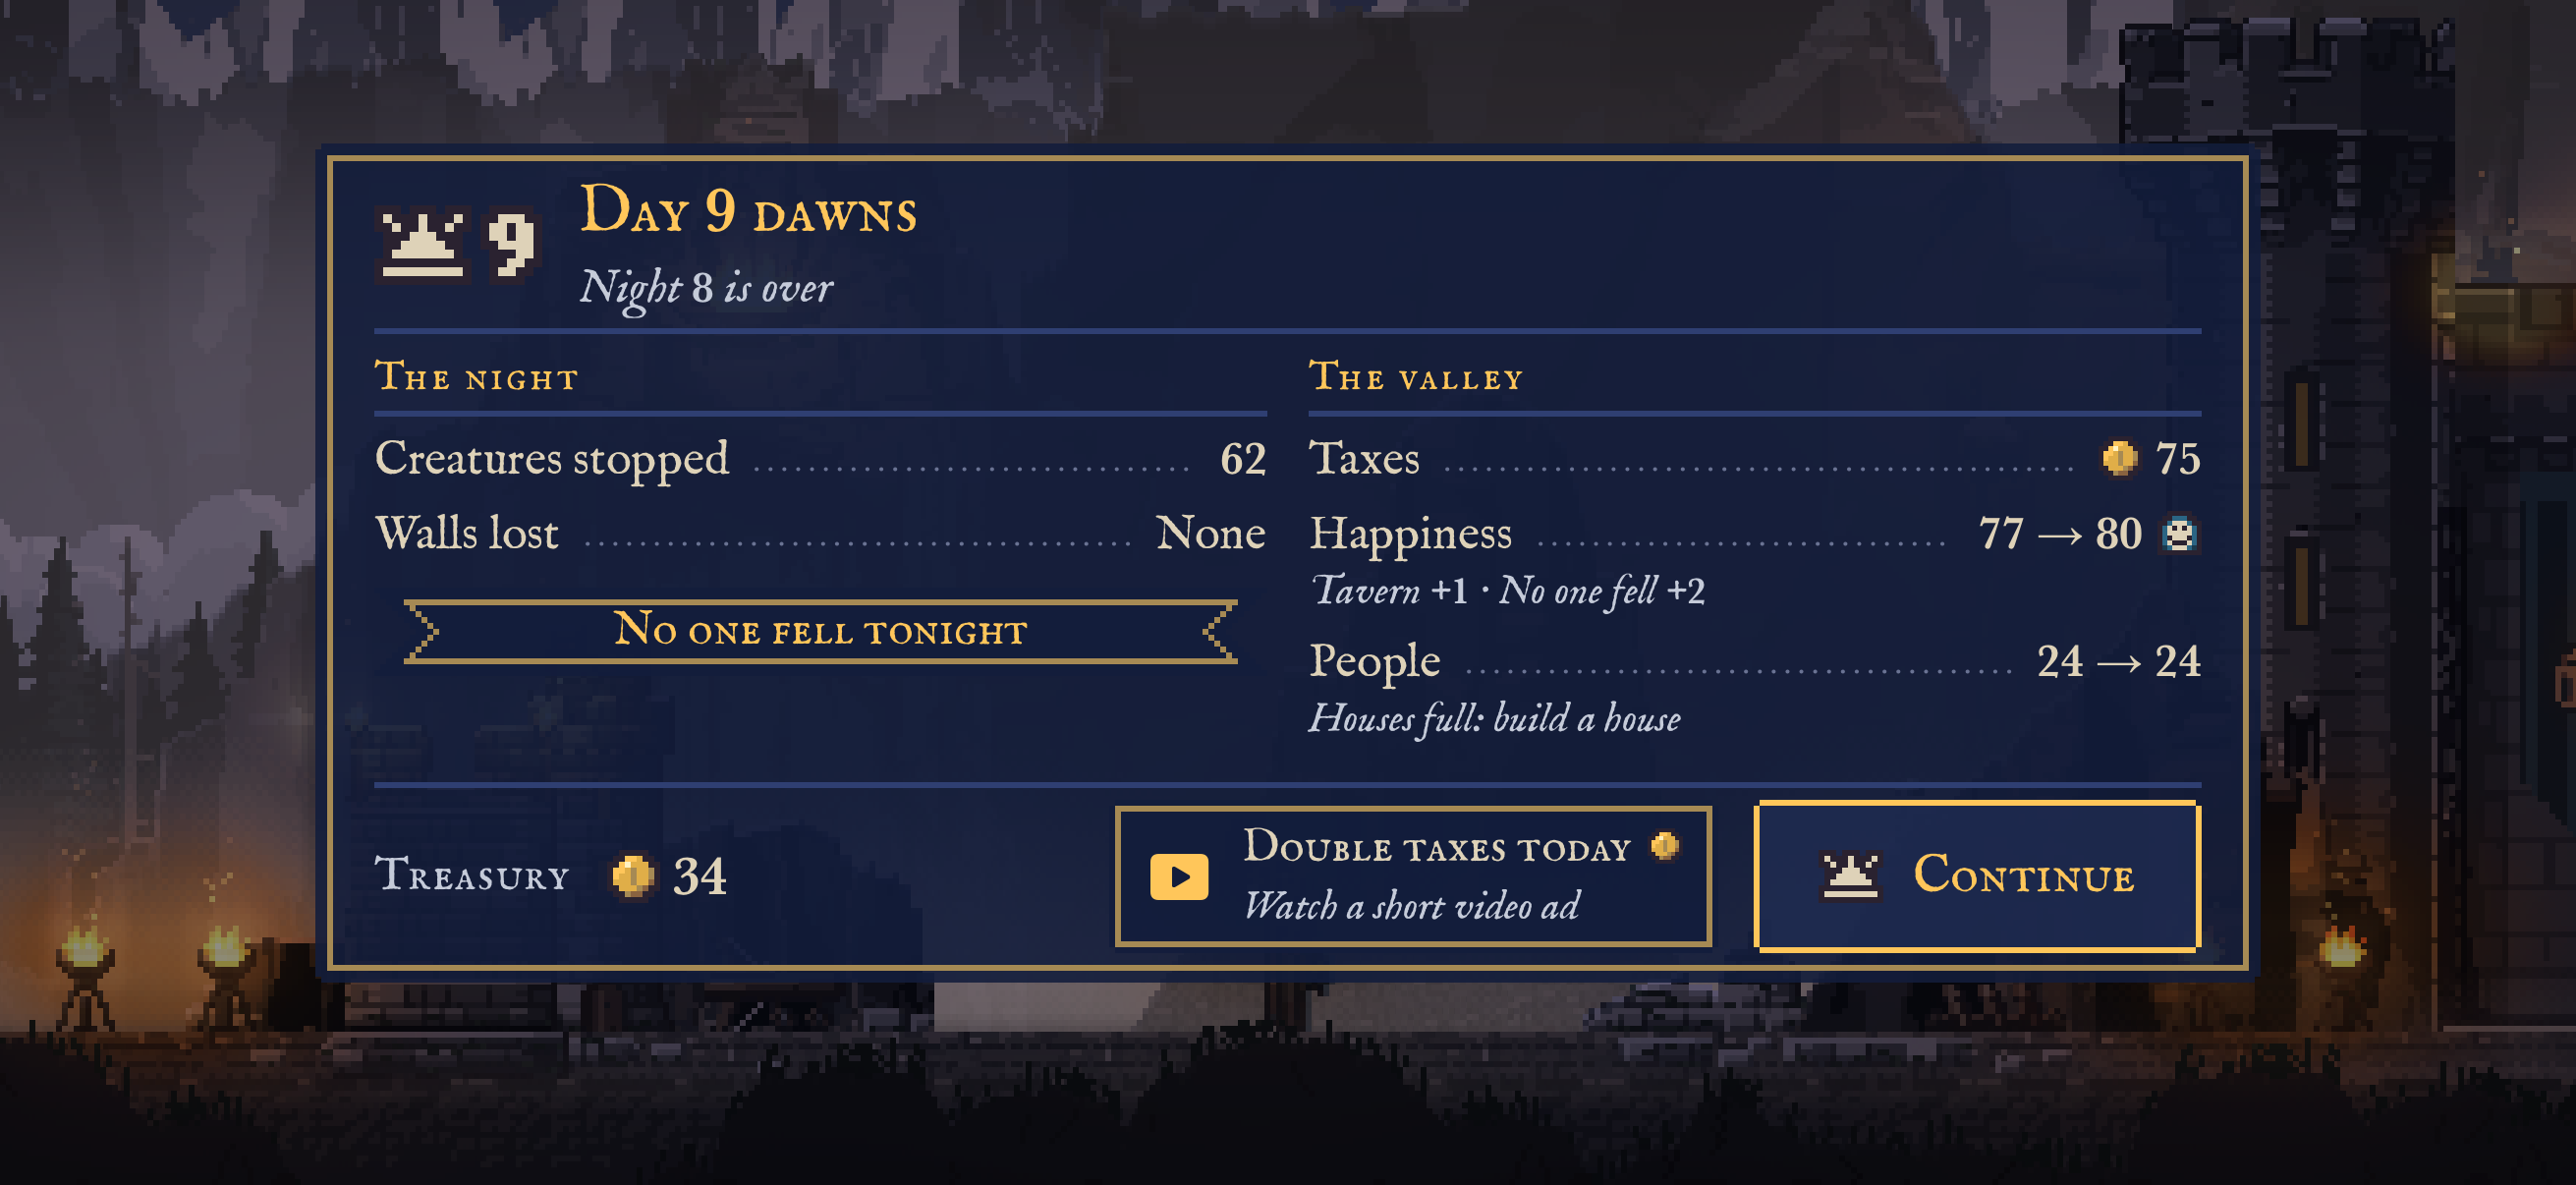 9
Day 9 dawns
Night 8 is over
The night
Creatures stopped 62
Walls lost None
No one fell tonight
The valley
Taxes 75
Happiness 77 → 80
Tavern +1 · No one fell +2
People 24 → 24
Houses full: build a house
Treasury 34
Double taxes today
Watch a short video ad
Continue